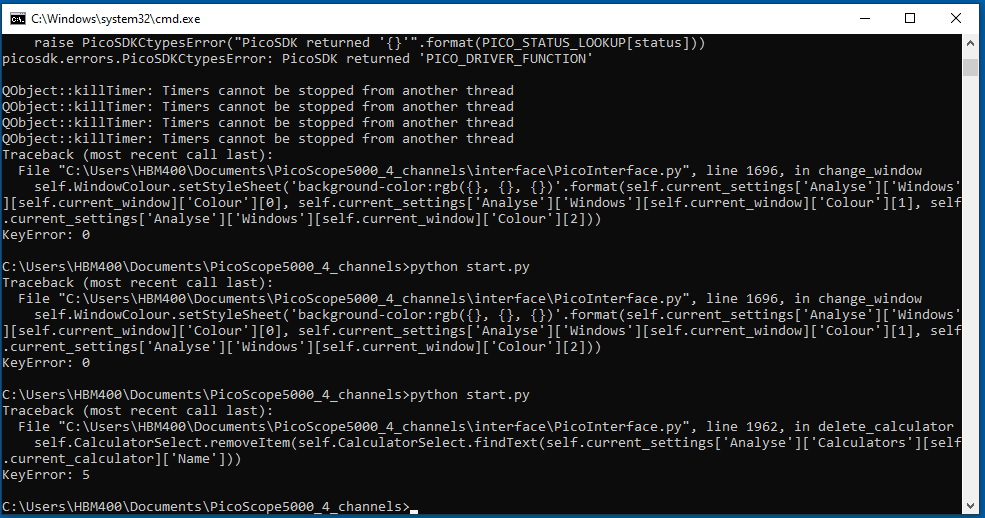 C:\Windows\system32\cmd.exe
    raise PicoSDKCtypesError("PicoSDK returned '{}'".format(PICO_STATUS_LOOKUP[status]))
picosdk.errors.PicoSDKCtypesError: PicoSDK returned 'PICO_DRIVER_FUNCTION'
QObject::killTimer: Timers cannot be stopped from another thread
QObject::killTimer: Timers cannot be stopped from another thread
QObject::killTimer: Timers cannot be stopped from another thread
QObject::killTimer: Timers cannot be stopped from another thread
Traceback (most recent call last):
  File "C:\Users\HBM400\Documents\PicoScope5000_4_channels\interface\PicoInterface.py", line 1696, in change_window
    self.WindowColour.setStyleSheet('background-color:rgb({}, {}, {})'.format(self.current_settings['Analyse']['Windows'
][self.current_window]['Colour'][0], self.current_settings['Analyse']['Windows'][self.current_window]['Colour'][1], self
.current_settings['Analyse']['Windows'][self.current_window]['Colour'][2]))
KeyError: 0
C:\Users\HBM400\Documents\PicoScope5000_4_channels>python start.py
Traceback (most recent call last):
  File "C:\Users\HBM400\Documents\PicoScope5000_4_channels\interface\PicoInterface.py", line 1696, in change_window
    self.WindowColour.setStyleSheet('background-color:rgb({}, {}, {})'.format(self.current_settings['Analyse']['Windows'
][self.current_window]['Colour'][0], self.current_settings['Analyse']['Windows'][self.current_window]['Colour'][1], self
.current_settings['Analyse']['Windows'][self.current_window]['Colour'][2]))
KeyError: 0
C:\Users\HBM400\Documents\PicoScope5000_4_channels>python start.py
Traceback (most recent call last):
  File "C:\Users\HBM400\Documents\PicoScope5000_4_channels\interface\PicoInterface.py", line 1962, in delete_calculator
    self.CalculatorSelect.removeItem(self.CalculatorSelect.findText(self.current_settings['Analyse']['Calculators'][self
.current_calculator]['Name']))
KeyError: 5
C:\Users\HBM400\Documents\PicoScope5000_4_channels>